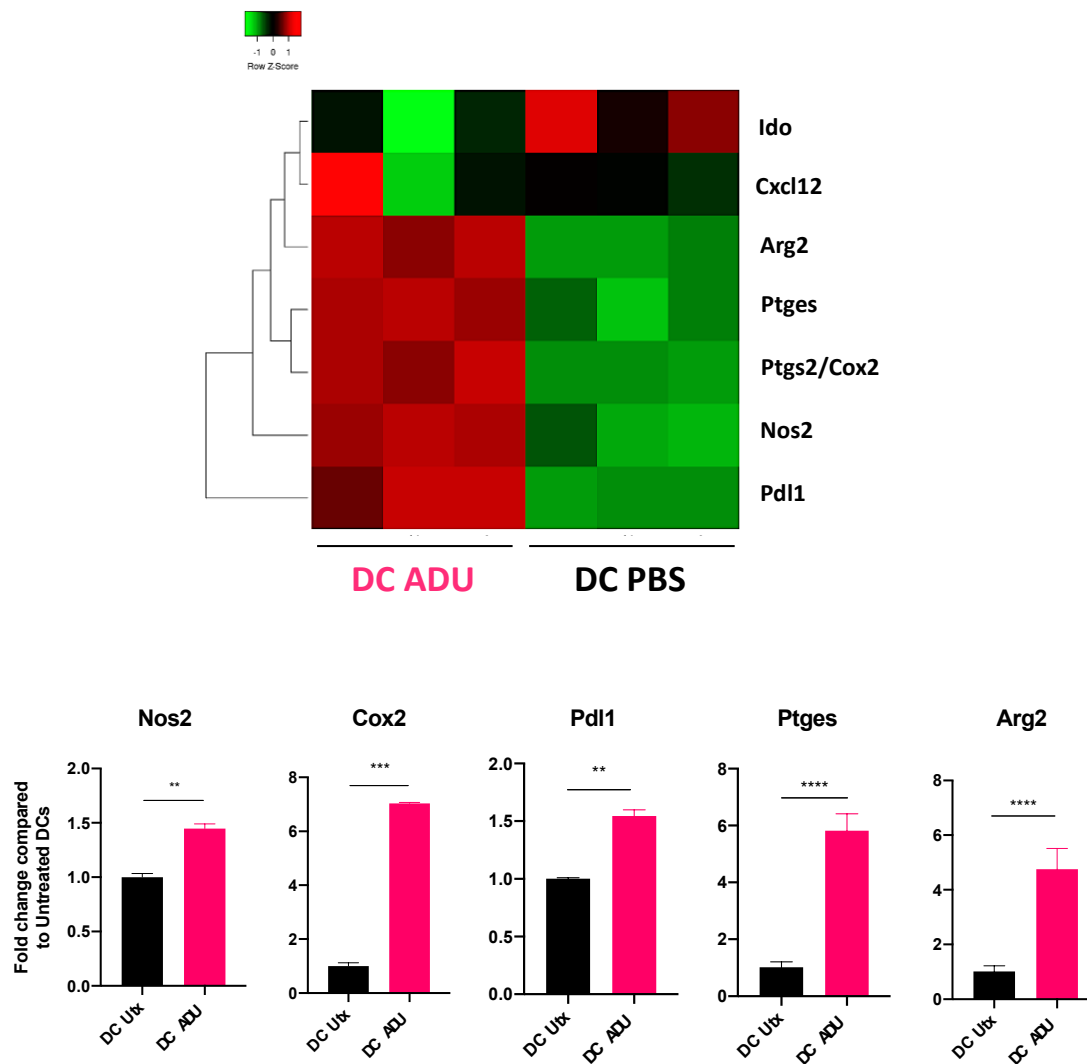 -1 0 1
Row Z-Score
Ido
Cxcl12
Arg2
Ptges
Ptgs2/Cox2
Nos2
Pdl1
DC ADU DC PBS
Nos2 Cox2 Pdl1 Ptges Arg2
Fold change compared
to Untreated DCs
2.0
1.5
1.0
0.5
0.0
**
DC Utx
DC ADU
8
6
4
2
0
***
DC Utx
DC ADU
2.0
1.5
1.0
0.5
0.0
**
DC Utx
DC ADU
8
6
4
2
0
****
DC Utx
DC ADU
8
6
4
2
0
****
DC Utx
DC ADU